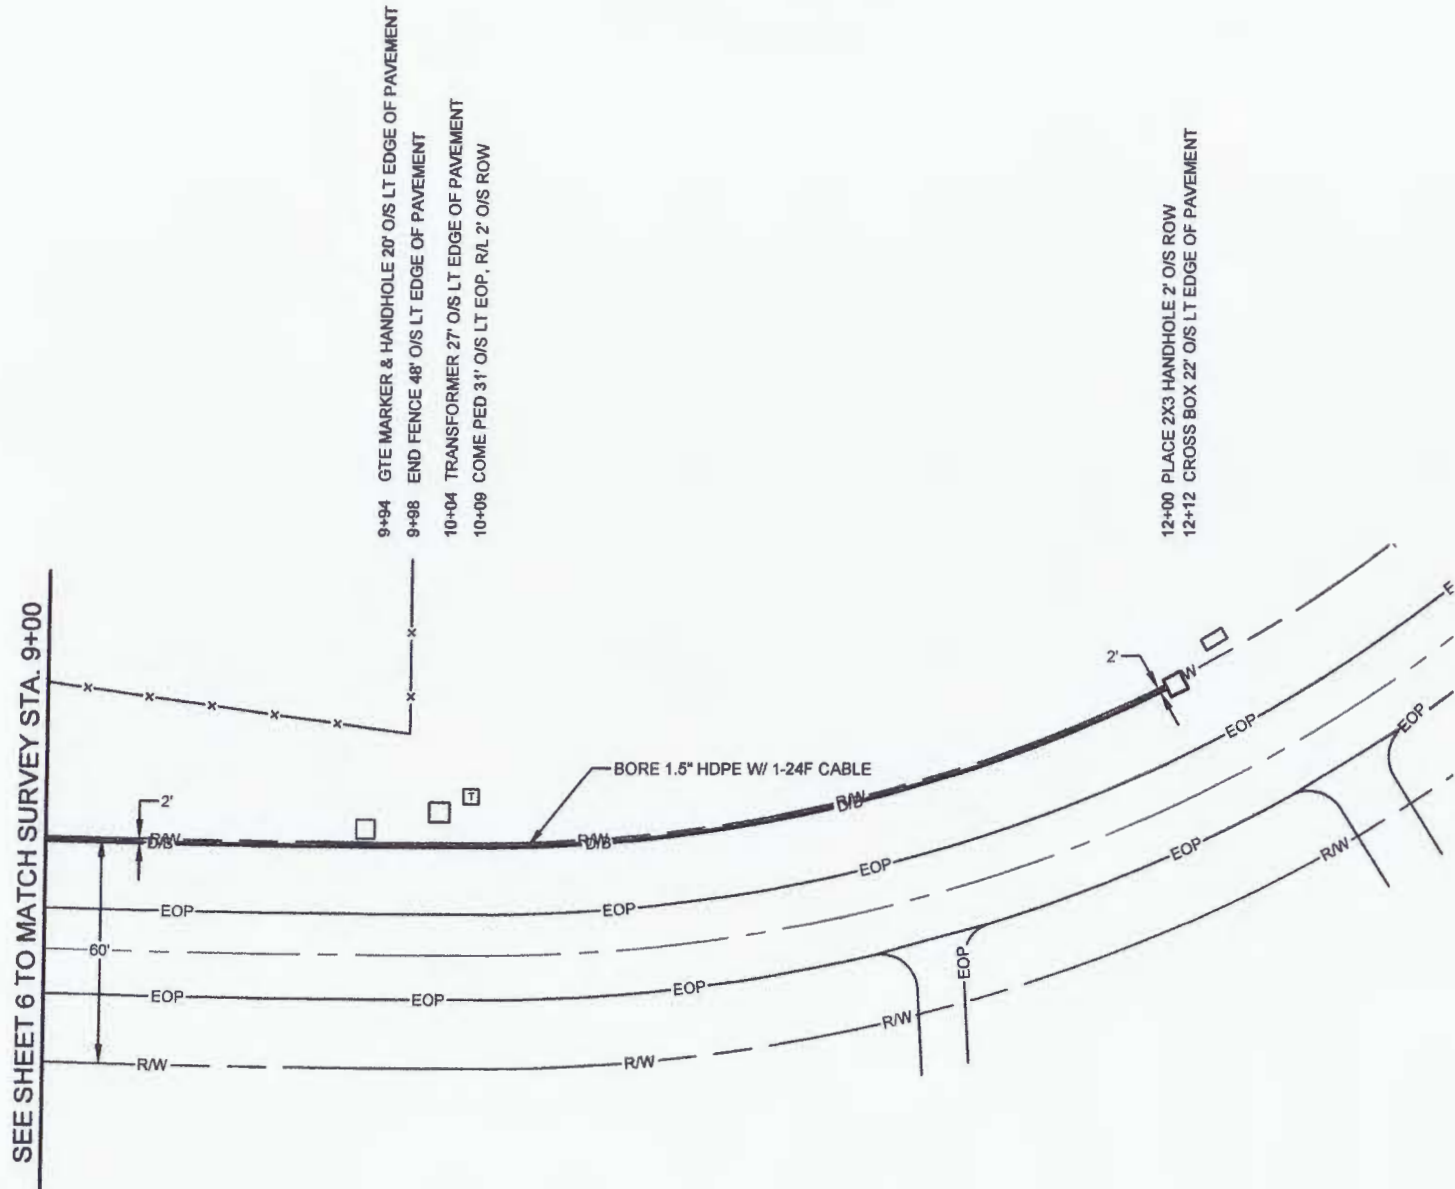 SEE SHEET 6 TO MATCH SURVEY STA. 9+00
9+94 GTE MARKER & HANDHOLE 20' O/S LT EDGE OF PAVEMENT
9+98 END FENCE 48' O/S LT EDGE OF PAVEMENT
10+04 TRANSFORMER 27' O/S LT EDGE OF PAVEMENT
10+09 COME PED 31' O/S LT EOP, R/L 2' O/S ROW
12+00 PLACE 2X3 HANDHOLE 2' O/S ROW
12+12 CROSS BOX 22' O/S LT EDGE OF PAVEMENT
x
x
x
x
x
x
x
2'
BORE 1.5" HDPE W/ 1-24F CABLE
T
2'
W
R/W
D/B
R/W
D/B
R/W
D/B
E
EOP
EOP
EOP
EOP
60'
EOP
EOP
EOP
EOP
EOP
EOP
R/W
R/W
R/W
R/W